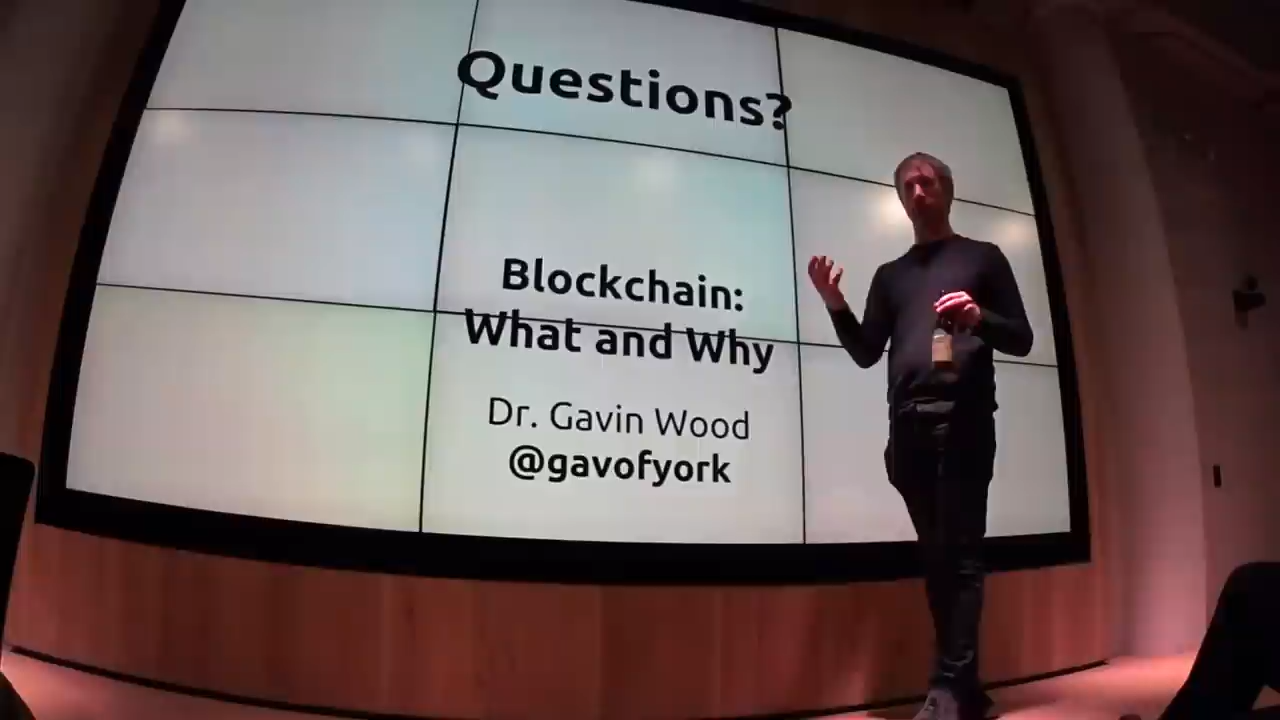 Questions?
Blockchain:
What and Why
Dr. Gavin Wood
@gavofyork